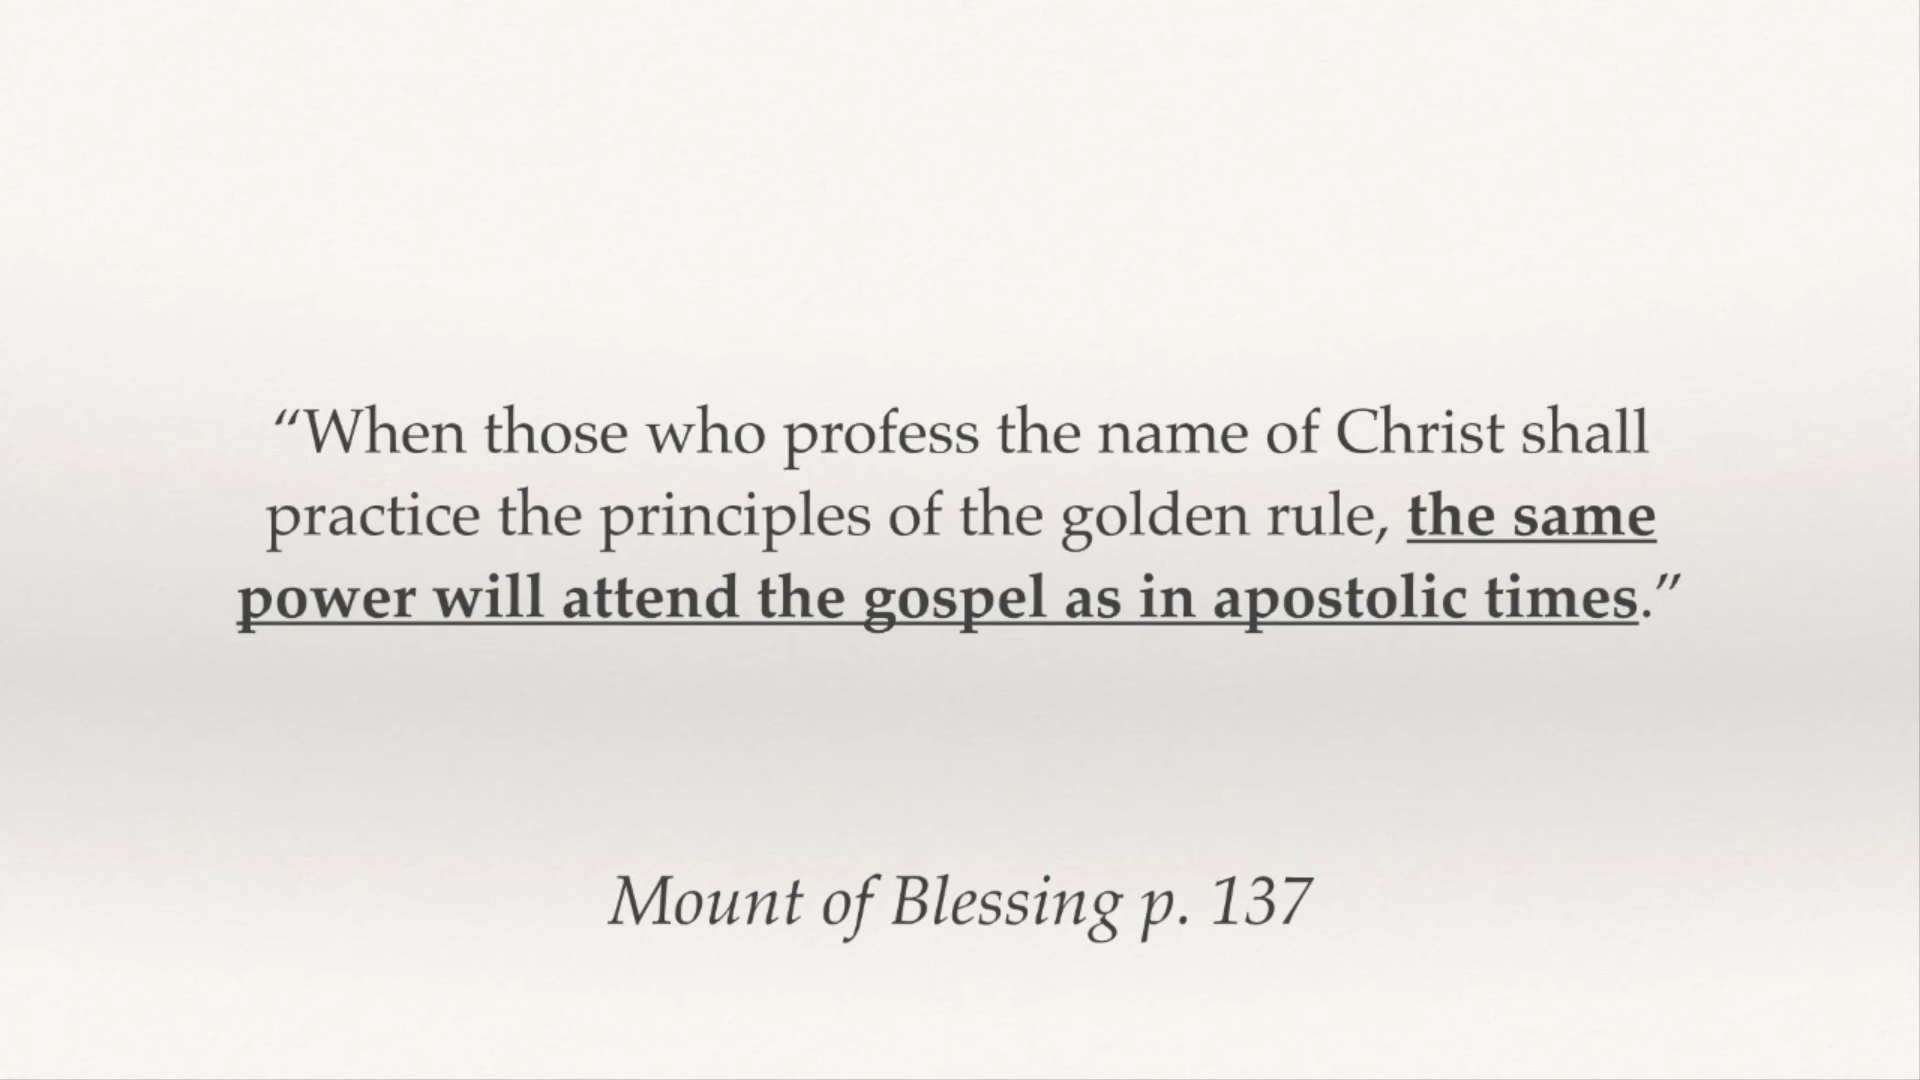 “When those who profess the name of Christ shall
practice the principles of the golden rule, the same
power will attend the gospel as in apostolic times.”
Mount of Blessing p. 137